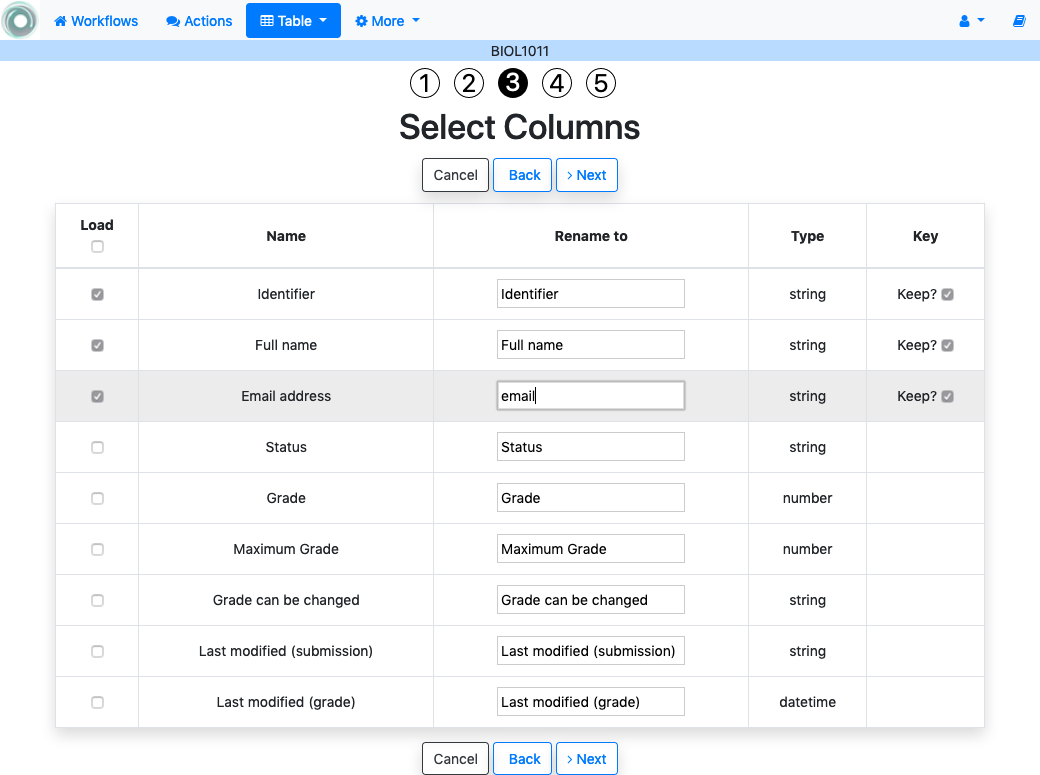 Workflows Actions Table More
BIOL1011
1 2 3 4 5
Select Columns
Cancel Back Next
Load Name Rename to Type Key
Identifier Identifier string Keep?
Full name Full name string Keep?
Email address email string Keep?
Status Status string
Grade Grade number
Maximum Grade Maximum Grade number
Grade can be changed Grade can be changed string
Last modified (submission) Last modified (submission) string
Last modified (grade) Last modified (grade) datetime
Cancel Back Next